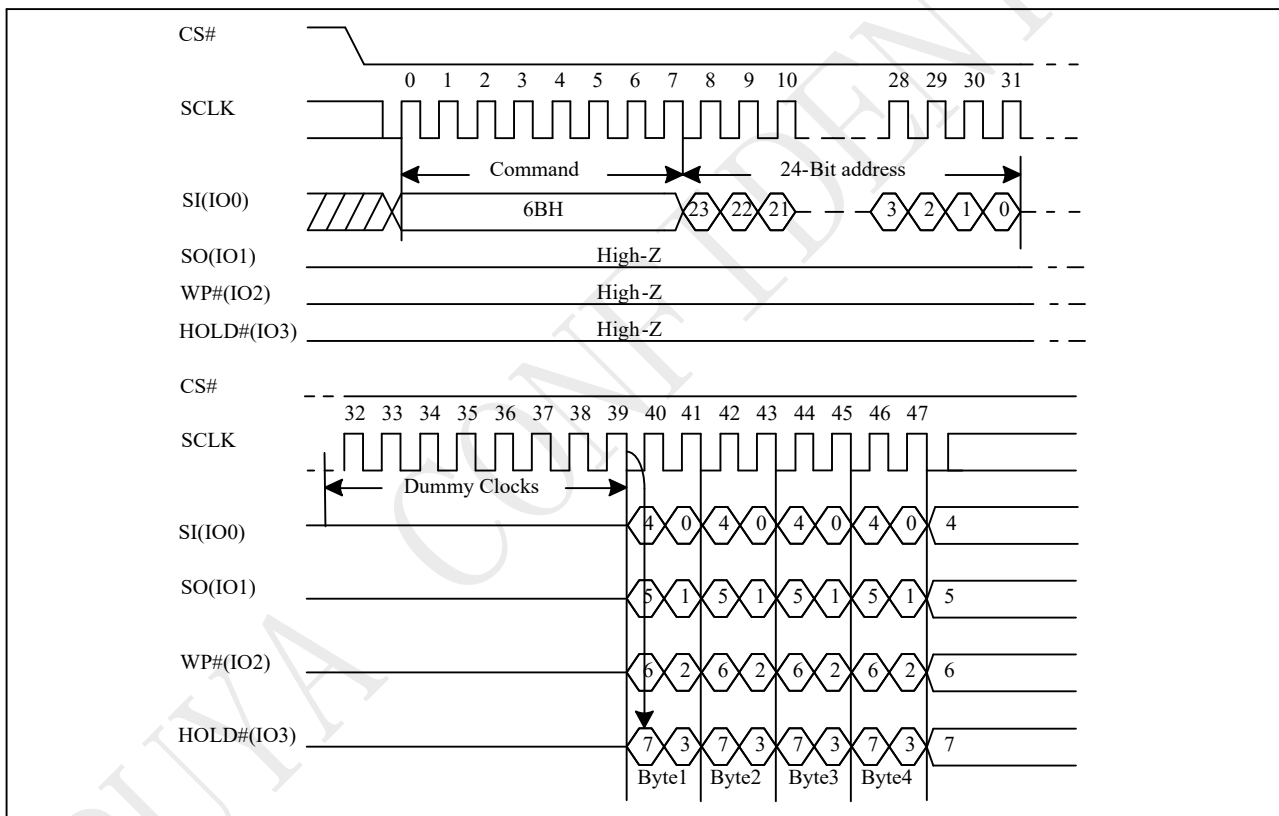 CS#
0 1 2 3 4 5 6 7 8 9 10 28 29 30 31
SCLK
Command 24-Bit address
SI(IO0) 6BH 23 22 21 3 2 1 0
SO(IO1) High-Z
WP#(IO2) High-Z
HOLD#(IO3) High-Z
CS#
32 33 34 35 36 37 38 39 40 41 42 43 44 45 46 47
SCLK
Dummy Clocks
SI(IO0) 4 0 4 0 4 0 4 0 4
SO(IO1) 5 1 5 1 5 1 5 1 5
WP#(IO2) 6 2 6 2 6 2 6 2 6
HOLD#(IO3) 7 3 7 3 7 3 7 3 7
Byte1 Byte2 Byte3 Byte4
PUYA CONFIDENT